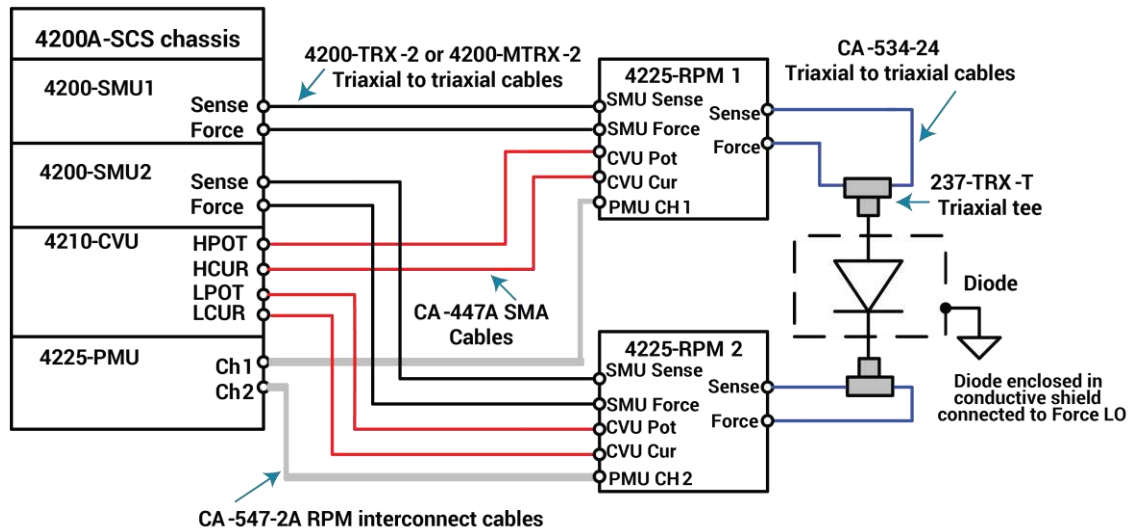 4200A-SCS chassis
4200-SMU1
Sense
Force
4200-SMU2
Sense
Force
4210-CVU
HPOT
HCUR
LPOT
LCUR
4225-PMU
Ch1
Ch2
4200-TRX-2 or 4200-MTRX-2
Triaxial to triaxial cables
CA-447A SMA
Cables
CA-547-2A RPM interconnect cables
4225-RPM 1
SMU Sense
SMU Force
CVU Pot
CVU Cur
PMU CH1
Sense
Force
4225-RPM 2
SMU Sense
SMU Force
CVU Pot
CVU Cur
PMU CH2
Sense
Force
CA-534-24
Triaxial to triaxial cables
237-TRX-T
Triaxial tee
Diode
Diode enclosed in
conductive shield
connected to Force LO